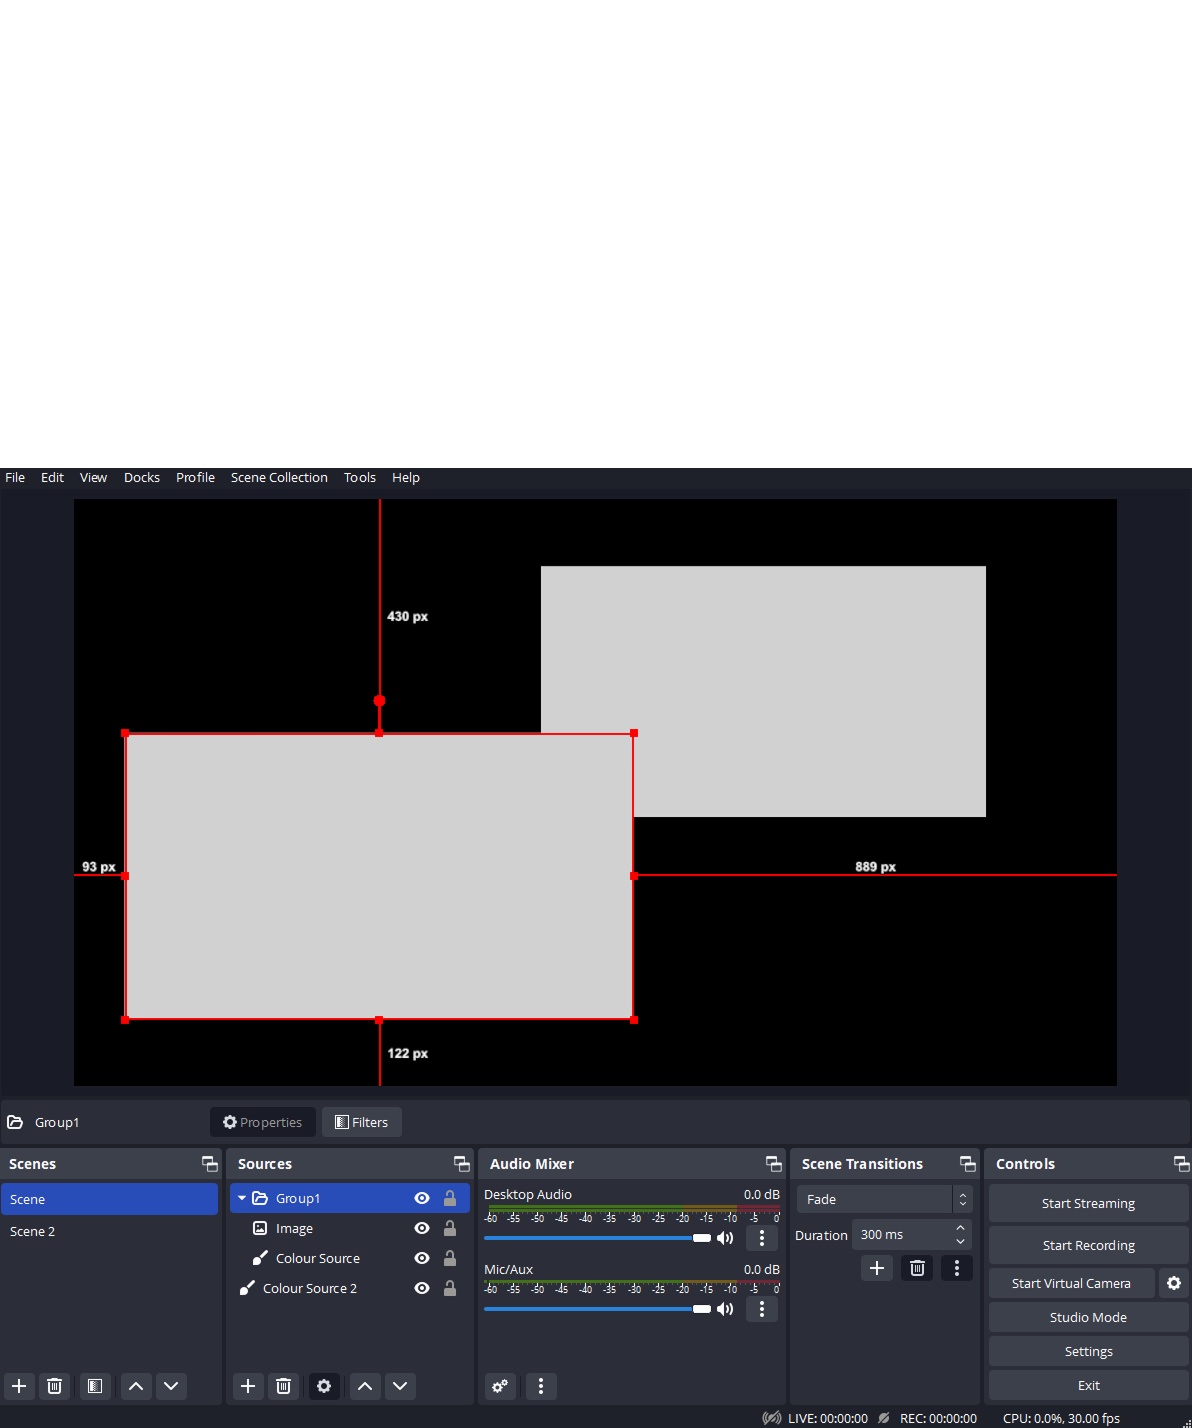 File Edit View Docks Profile Scene Collection Tools Help
430 px
93 px
889 px
122 px
Group1 Properties Filters
Scenes
Scene
Scene 2
Sources
Group1
Image
Colour Source
Colour Source 2
Audio Mixer
Desktop Audio 0.0 dB
-60 -55 -50 -45 -40 -35 -30 -25 -20 -15 -10 -5 0
Mic/Aux 0.0 dB
-60 -55 -50 -45 -40 -35 -30 -25 -20 -15 -10 -5 0
Scene Transitions
Fade
Duration 300 ms
Controls
Start Streaming
Start Recording
Start Virtual Camera
Studio Mode
Settings
Exit
LIVE: 00:00:00 REC: 00:00:00 CPU: 0.0%, 30.00 fps